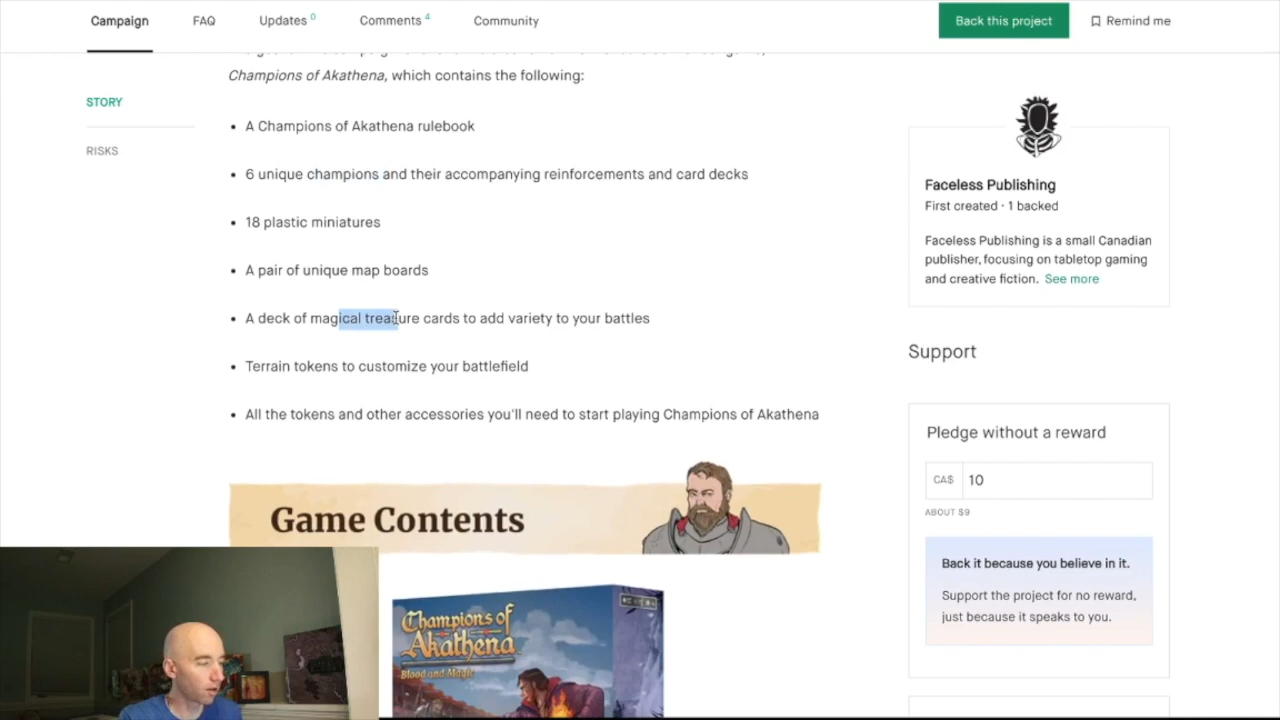 Campaign FAQ Updates 0 Comments 4 Community Back this project Remind me
Champions of Akathena, which contains the following:
STORY
RISKS
• A Champions of Akathena rulebook
• 6 unique champions and their accompanying reinforcements and card decks
• 18 plastic miniatures
• A pair of unique map boards
• A deck of magical treasure cards to add variety to your battles
• Terrain tokens to customize your battlefield
• All the tokens and other accessories you'll need to start playing Champions of Akathena
Game Contents
Champions of
Akathena
Blood and Magic
Faceless Publishing
First created · 1 backed
Faceless Publishing is a small Canadian
publisher, focusing on tabletop gaming
and creative fiction. See more
Support
Pledge without a reward
CA$ 10
ABOUT $9
Back it because you believe in it.
Support the project for no reward,
just because it speaks to you.